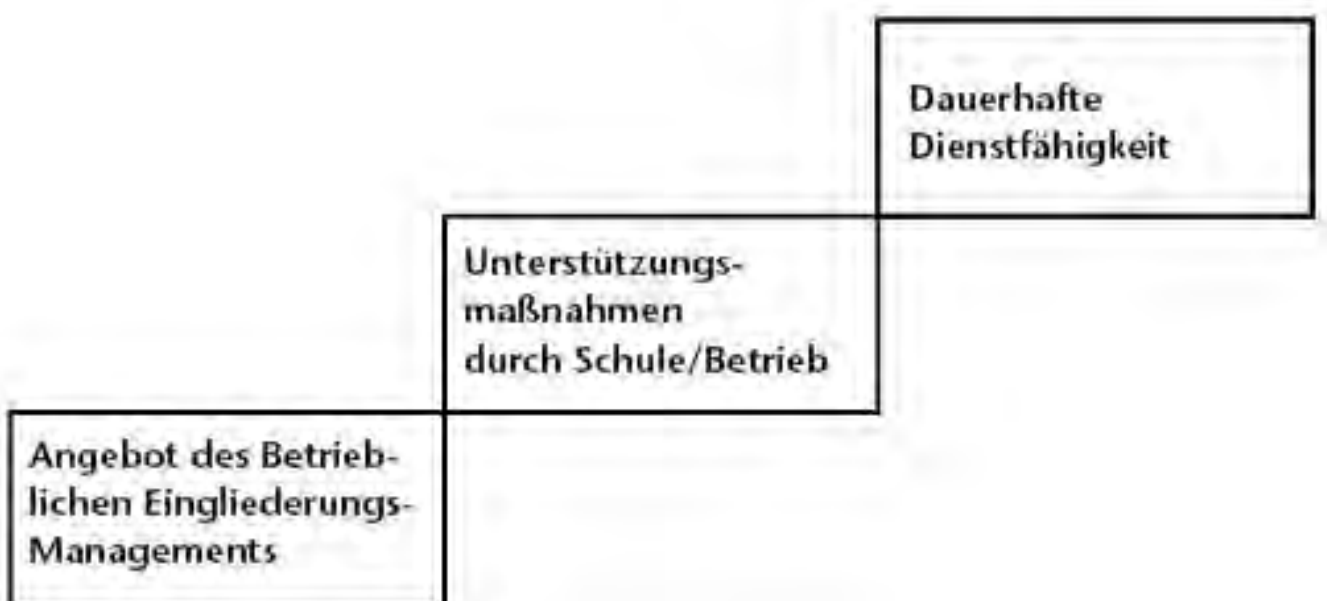 Dauerhafte
Dienstfähigkeit
Unterstützungs-
maßnahmen
durch Schule/Betrieb
Angebot des Betrieb-
lichen Eingliederungs-
Managements